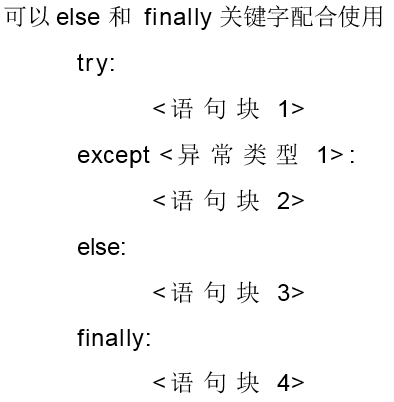 可以 else 和 finally 关键字配合使用
try:
<语句块 1>
except <异常类型 1>:
<语句块 2>
else:
<语句块 3>
finally:
<语句块 4>